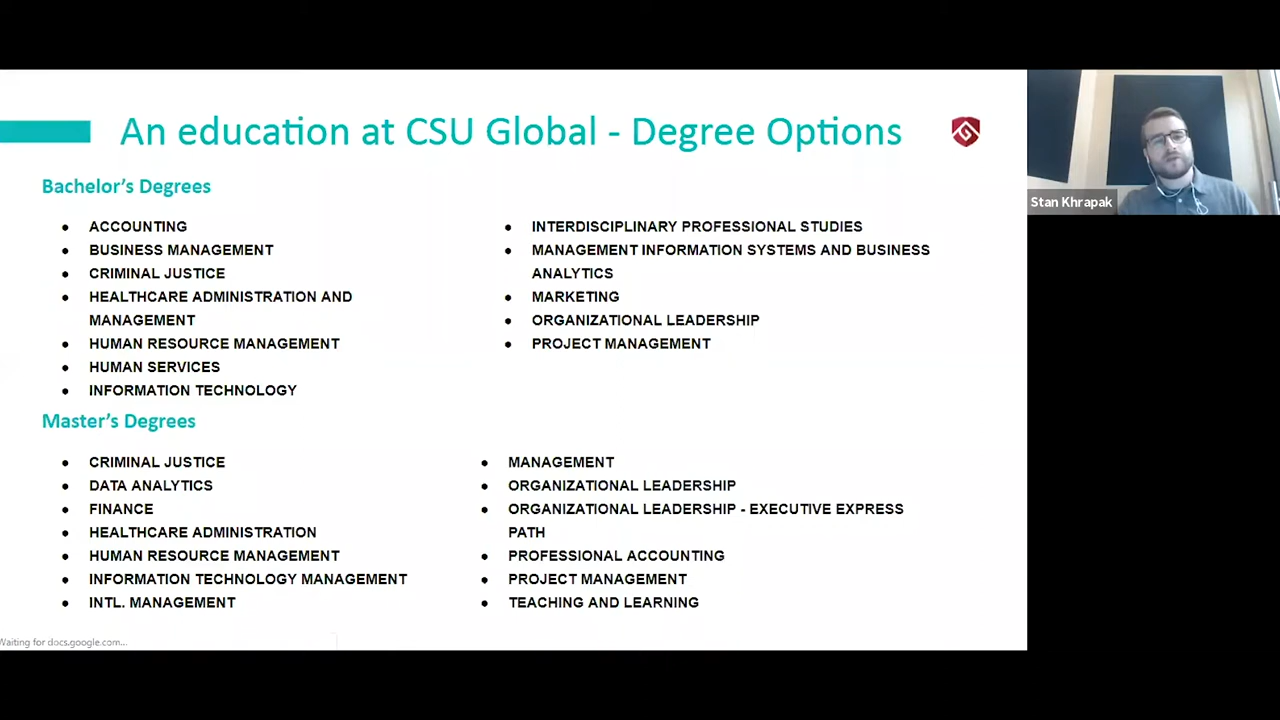 An education at CSU Global - Degree Options
Stan Khrapak
Bachelor's Degrees
ACCOUNTING
BUSINESS MANAGEMENT
CRIMINAL JUSTICE
HEALTHCARE ADMINISTRATION AND
MANAGEMENT
HUMAN RESOURCE MANAGEMENT
HUMAN SERVICES
INFORMATION TECHNOLOGY
INTERDISCIPLINARY PROFESSIONAL STUDIES
MANAGEMENT INFORMATION SYSTEMS AND BUSINESS
ANALYTICS
MARKETING
ORGANIZATIONAL LEADERSHIP
PROJECT MANAGEMENT
Master's Degrees
CRIMINAL JUSTICE
DATA ANALYTICS
FINANCE
HEALTHCARE ADMINISTRATION
HUMAN RESOURCE MANAGEMENT
INFORMATION TECHNOLOGY MANAGEMENT
INTL. MANAGEMENT
MANAGEMENT
ORGANIZATIONAL LEADERSHIP
ORGANIZATIONAL LEADERSHIP - EXECUTIVE EXPRESS
PATH
PROFESSIONAL ACCOUNTING
PROJECT MANAGEMENT
TEACHING AND LEARNING
Waiting for docs.google.com...